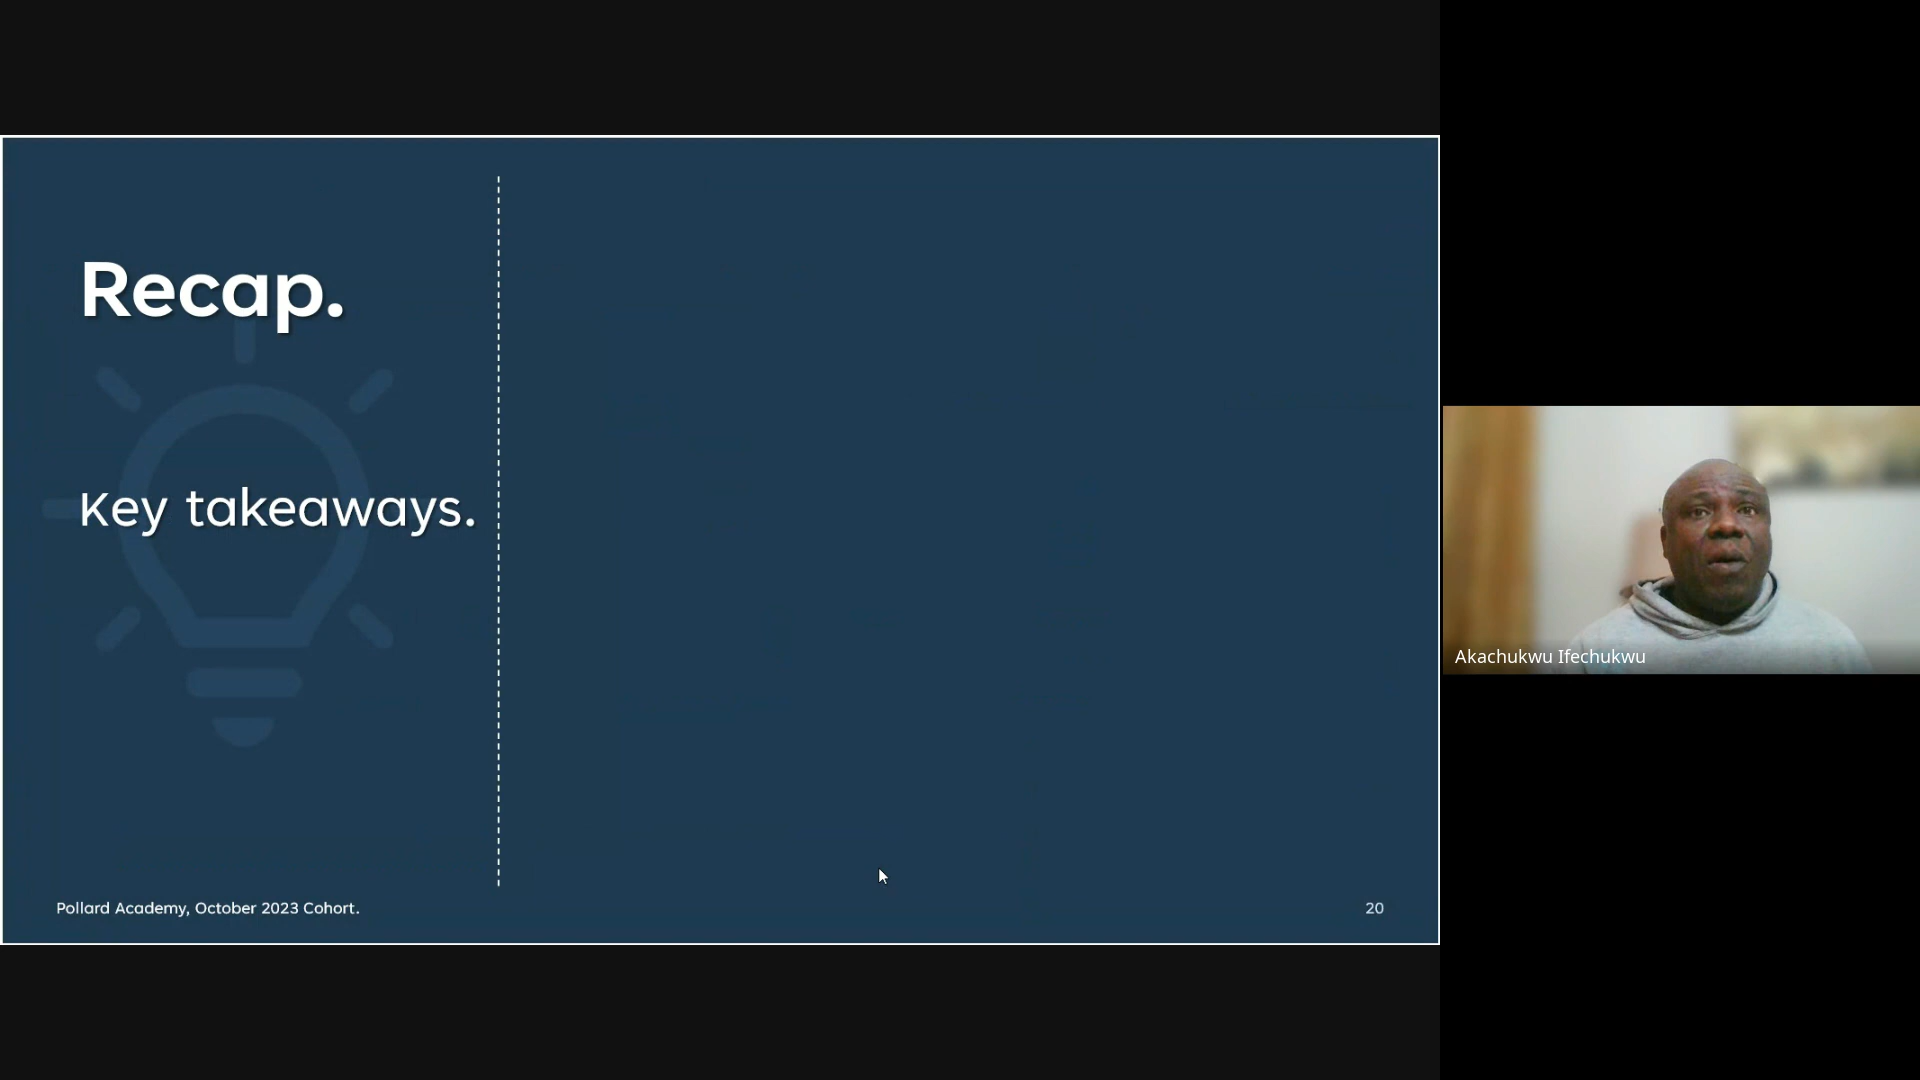 Recap.
Key takeaways.
Pollard Academy, October 2023 Cohort.
20
Akachukwu Ifechukwu